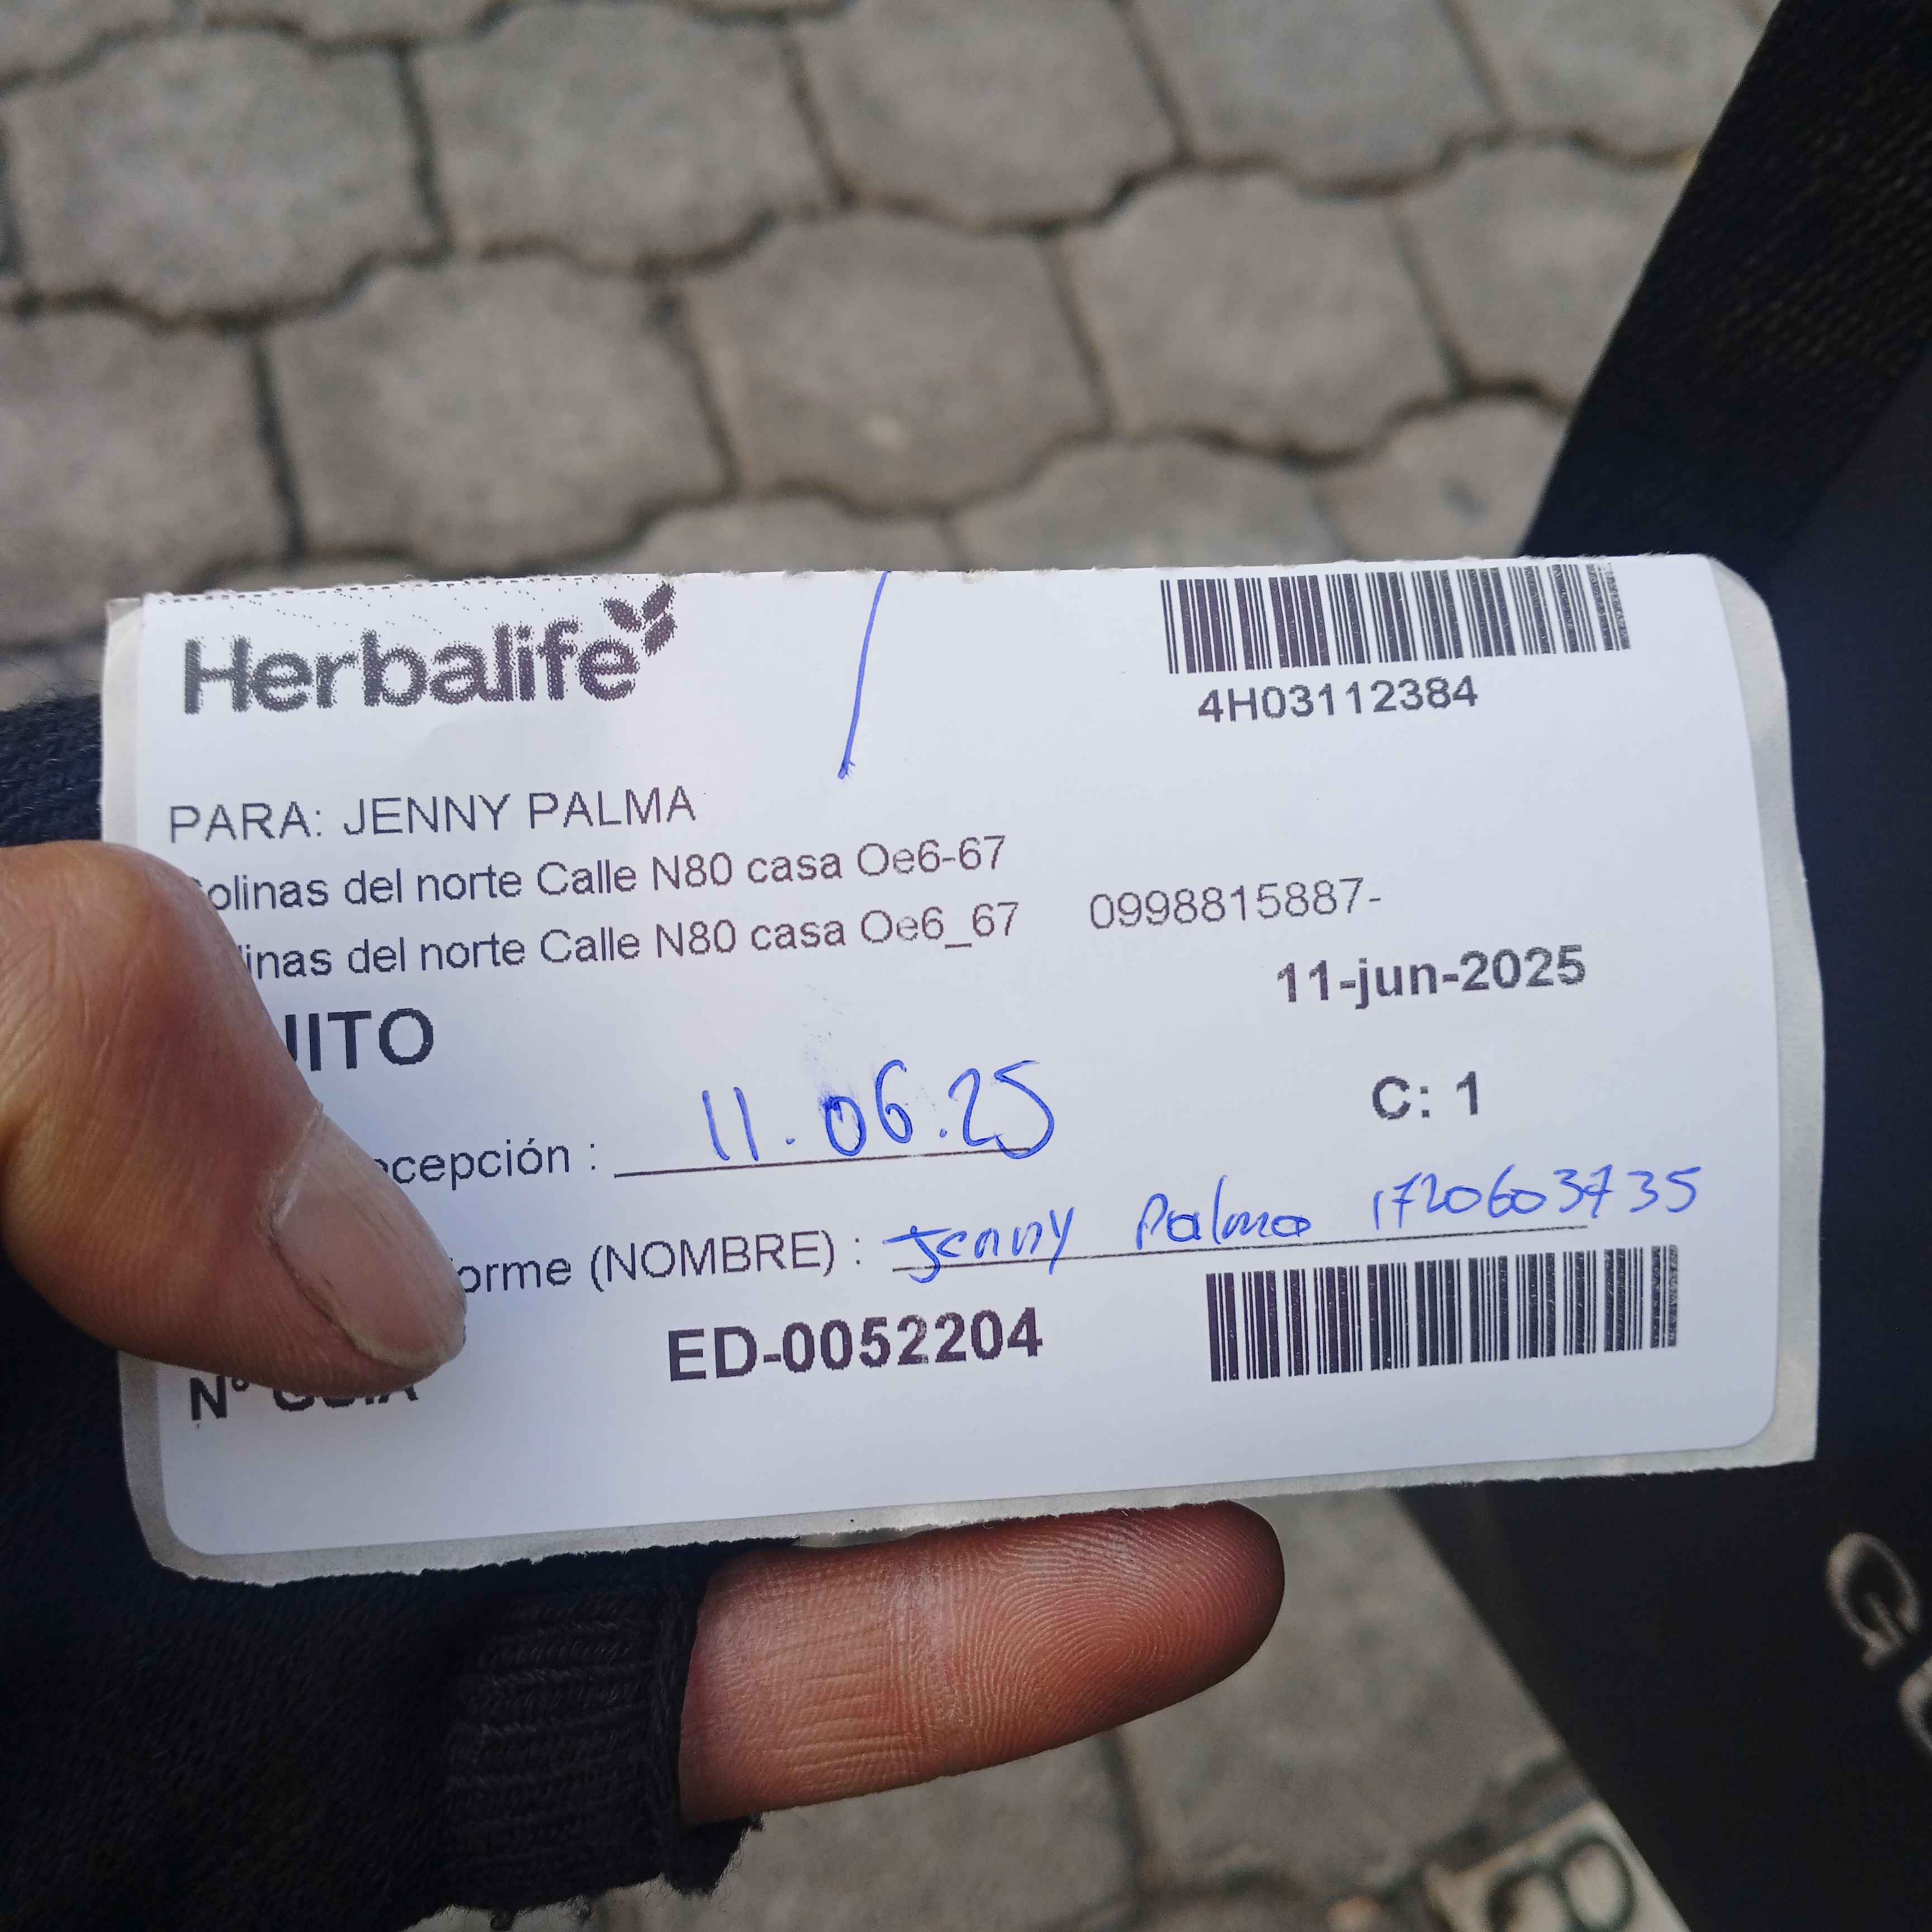 Herbalife
4H03112384
PARA: JENNY PALMA
olinas del norte Calle N80 casa Oe6-67
inas del norte Calle N80 casa Oe6_67 0998815887-
11-jun-2025
UITO
C: 1
cepción : 11.06.25
orme (NOMBRE) : Jenny Palma 1720603735
N° GUIA ED-0052204